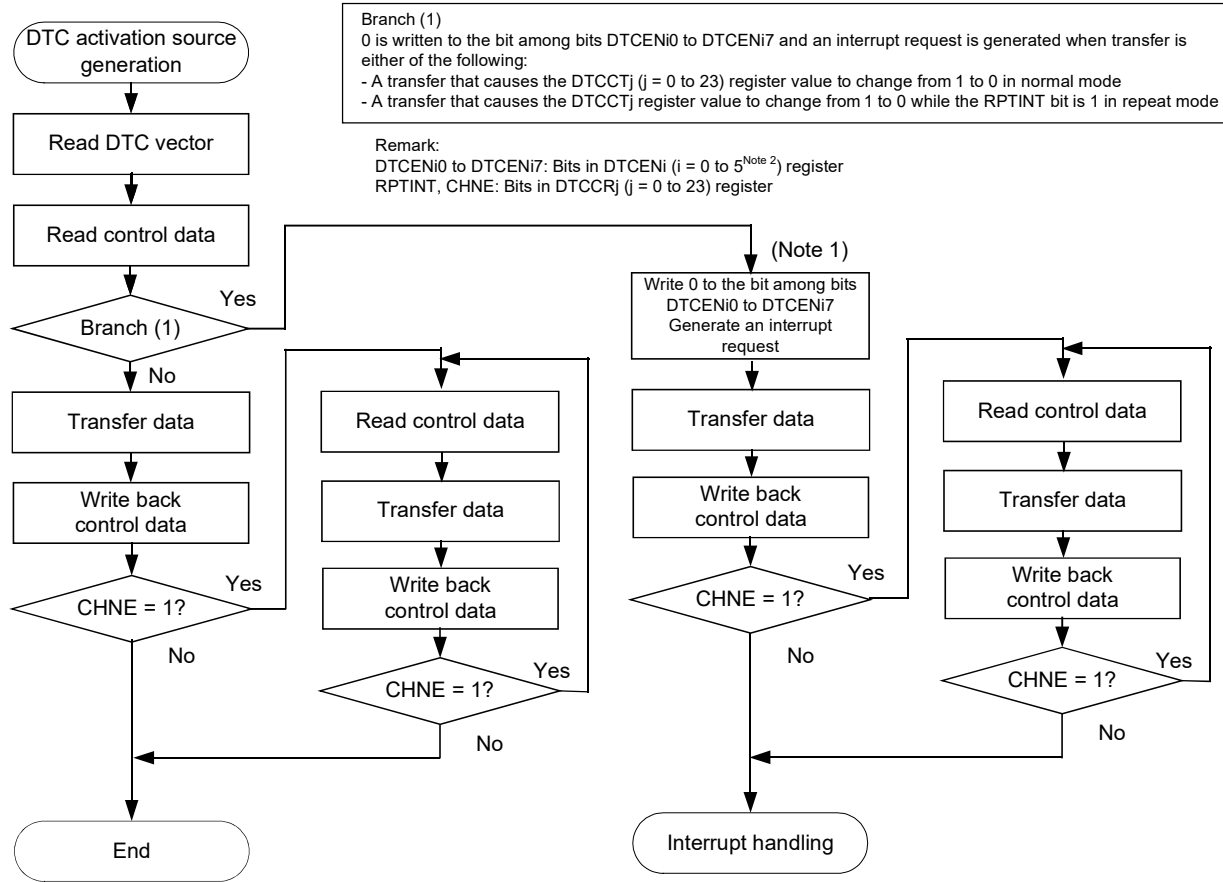 Branch (1)
0 is written to the bit among bits DTCENi0 to DTCENi7 and an interrupt request is generated when transfer is
either of the following:
- A transfer that causes the DTCCTj (j = 0 to 23) register value to change from 1 to 0 in normal mode
- A transfer that causes the DTCCTj register value to change from 1 to 0 while the RPTINT bit is 1 in repeat mode
Remark:
DTCENi0 to DTCENi7: Bits in DTCENi (i = 0 to 5Note 2) register
RPTINT, CHNE: Bits in DTCCRj (j = 0 to 23) register
DTC activation source
generation
Read DTC vector
Read control data
Branch (1)
Yes
No
Transfer data
Write back
control data
CHNE = 1?
Yes
No
Read control data
Transfer data
Write back
control data
CHNE = 1?
Yes
No
End
(Note 1)
Write 0 to the bit among bits
DTCENi0 to DTCENi7
Generate an interrupt
request
Transfer data
Write back
control data
CHNE = 1?
Yes
No
Read control data
Transfer data
Write back
control data
CHNE = 1?
Yes
No
Interrupt handling